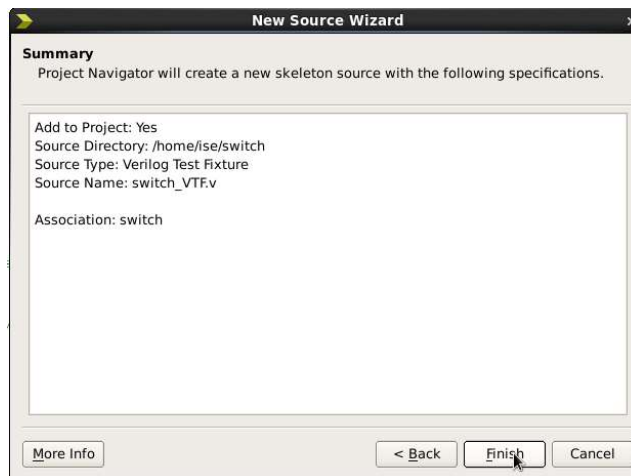 New Source Wizard
Summary
Project Navigator will create a new skeleton source with the following specifications.
Add to Project: Yes
Source Directory: /home/ise/switch
Source Type: Verilog Test Fixture
Source Name: switch_VTF.v
Association: switch
More Info
< Back
Finish
Cancel